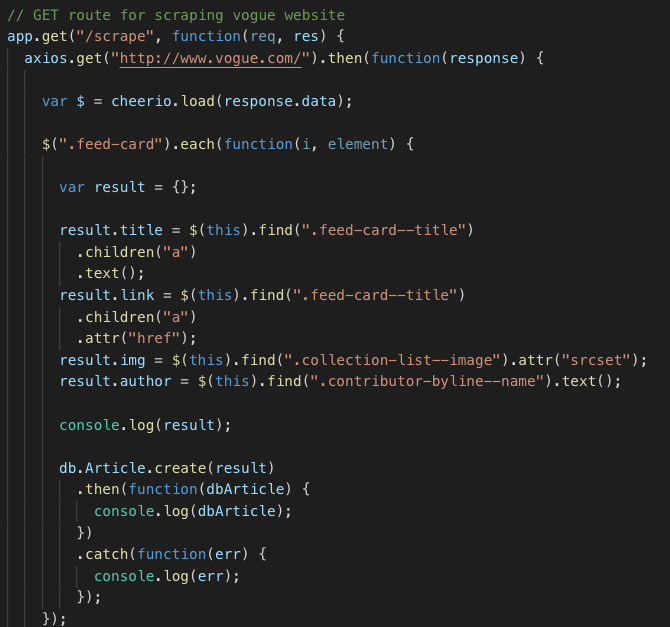 // GET route for scraping vogue website
app.get("/scrape", function(req, res) {
axios.get("http://www.vogue.com/").then(function(response) {
var $ = cheerio.load(response.data);
$(".feed-card").each(function(i, element) {
var result = {};
result.title = $(this).find(".feed-card--title")
.children("a")
.text();
result.link = $(this).find(".feed-card--title")
.children("a")
.attr("href");
result.img = $(this).find(".collection-list--image").attr("srcset");
result.author = $(this).find(".contributor-byline--name").text();
console.log(result);
db.Article.create(result)
.then(function(dbArticle) {
console.log(dbArticle);
})
.catch(function(err) {
console.log(err);
});
});